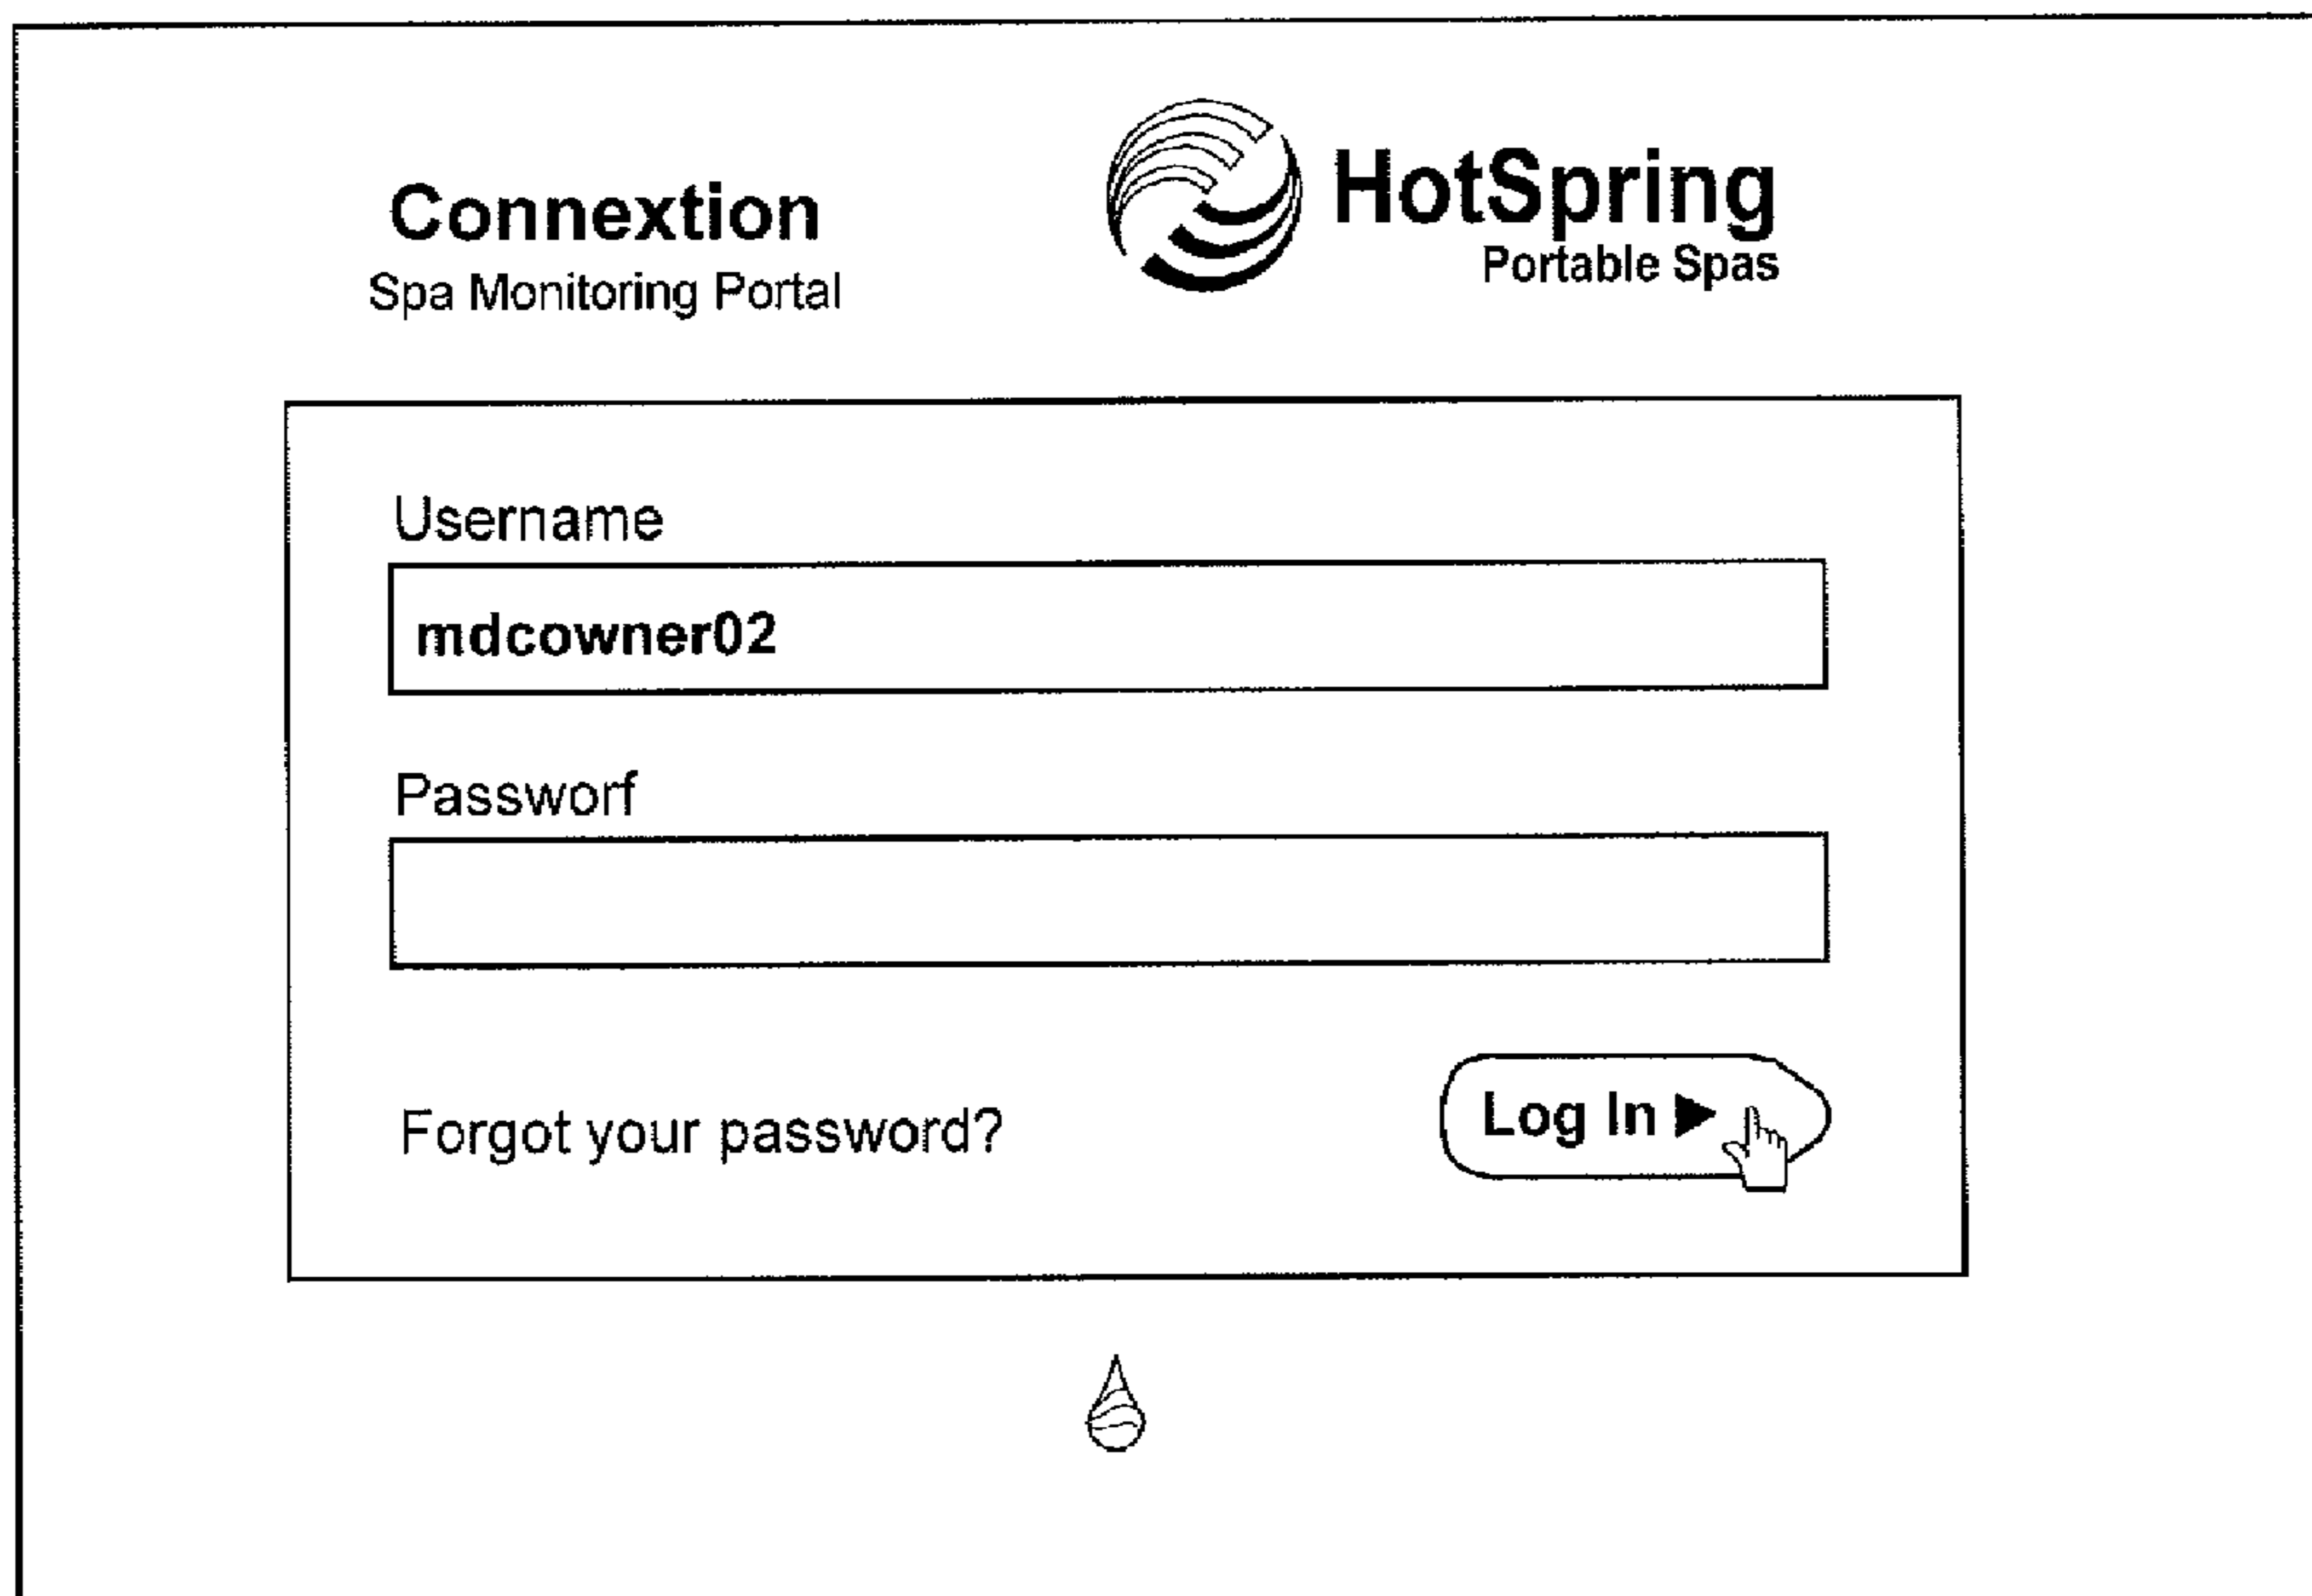 Connextion
Spa Monitoring Portal
HotSpring
Portable Spas
Username
mdcowner02
Passworf
Forgot your password?
Log In